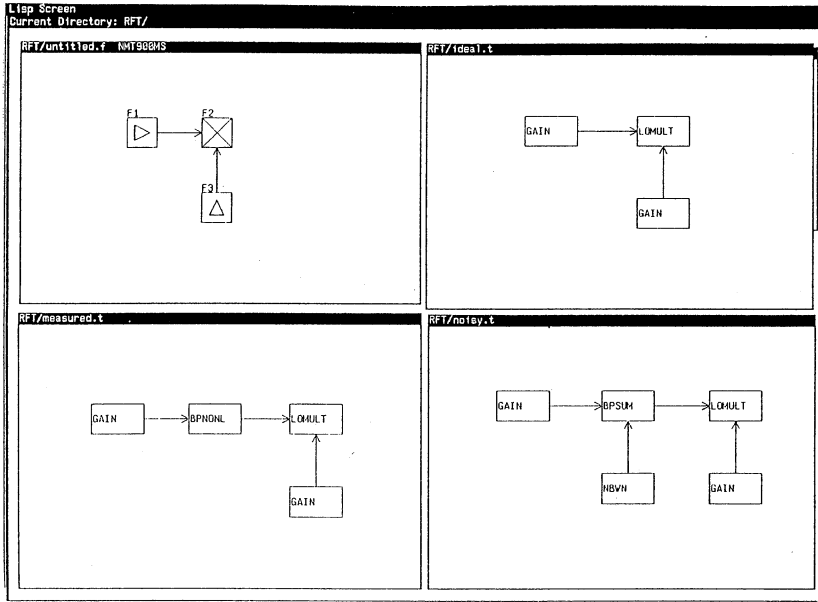 Lisp Screen
Current Directory: RFT/
RFT/untitled.f NMT900MS
F1
F2
F3
RFT/ideal.t
GAIN
LOMULT
GAIN
RFT/measured.t
GAIN
BPNONL
LOMULT
GAIN
RFT/noisy.t
GAIN
BPSUM
LOMULT
NBWN
GAIN